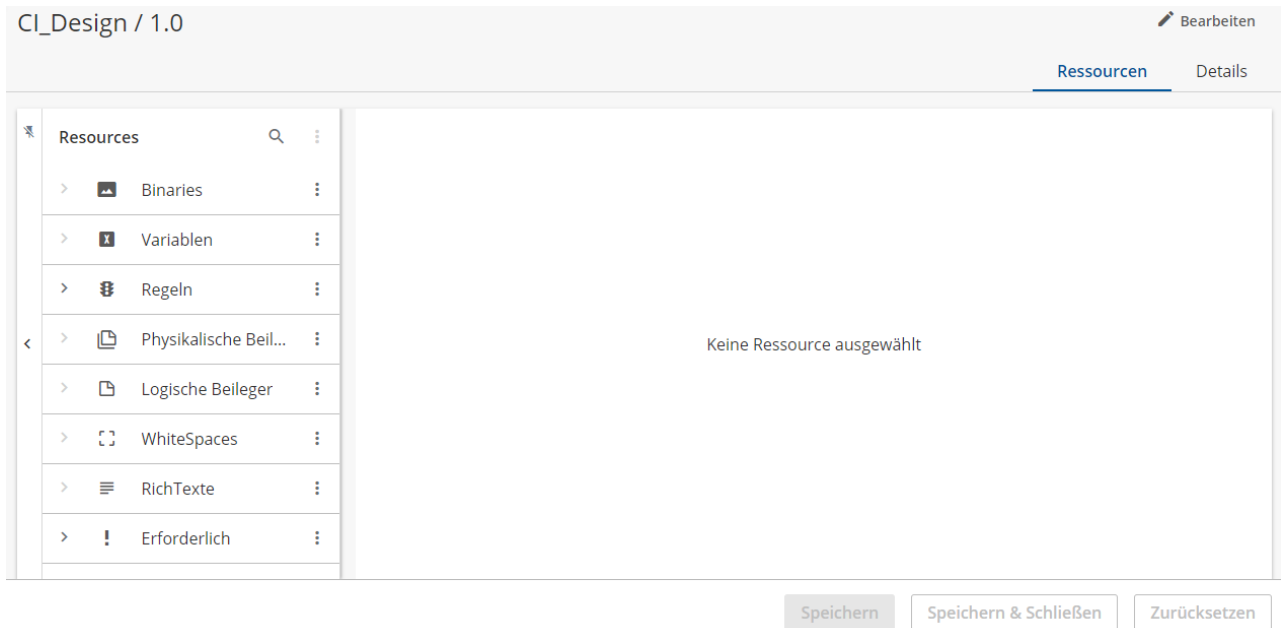 CI_Design / 1.0
Bearbeiten
Ressourcen
Details
Resources
Binaries
Variablen
Regeln
Physikalische Beil...
Logische Beileger
WhiteSpaces
RichTexte
Erforderlich
Keine Ressource ausgewählt
Speichern
Speichern & Schließen
Zurücksetzen